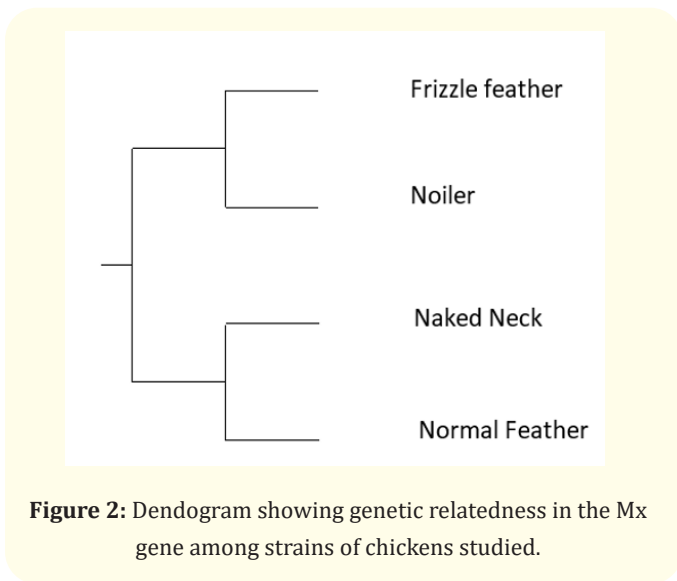 Frizzle feather
Noiler
Naked Neck
Normal Feather
Figure 2: Dendogram showing genetic relatedness in the Mx
gene among strains of chickens studied.